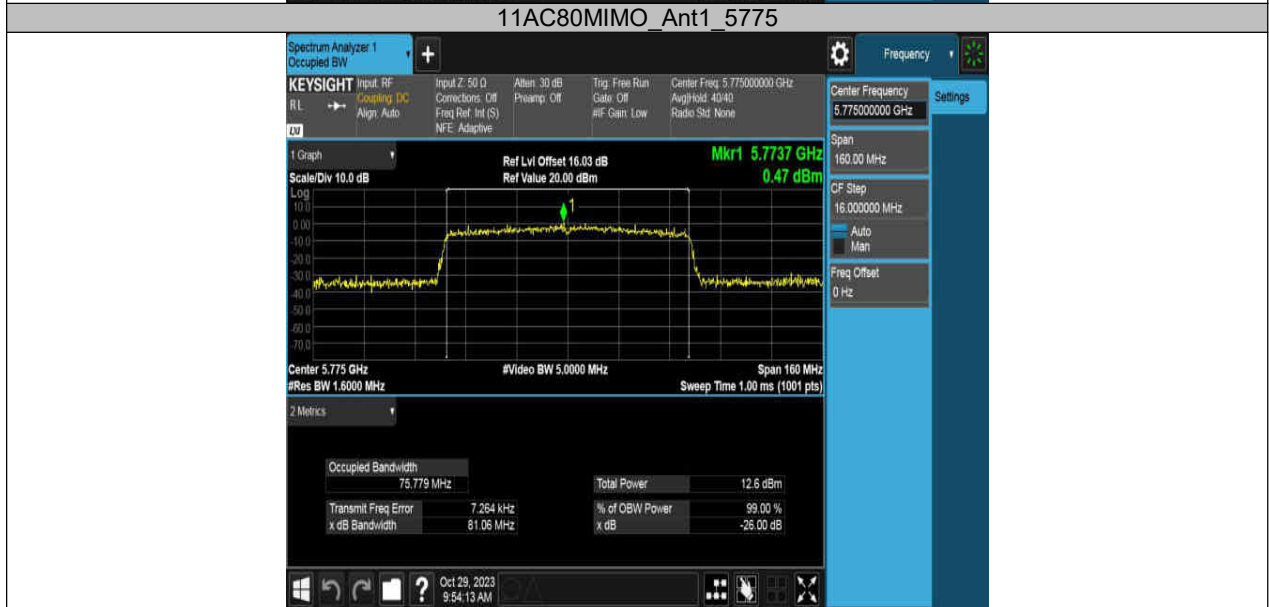 11AC80MIMO_Ant1_5775
Spectrum Analyzer 1
Occupied BW
+
Frequency
KEYSIGHT
RL
Input: RF
Coupling: DC
Align: Auto
Input Z: 50 Ω
Corrections: Off
Freq Ref: Int (S)
NFE: Adaptive
Atten: 30 dB
Preamp: Off
Trig: Free Run
Gate: Off
#IF Gain: Low
Center Freq: 5.775000000 GHz
Avg|Hold: 40/40
Radio Std: None
Center Frequency
5.775000000 GHz
Settings
Span
160.00 MHz
CF Step
16.000000 MHz
Auto
Man
Freq Offset
0 Hz
1 Graph
Scale/Div 10.0 dB
Ref Lvl Offset 16.03 dB
Ref Value 20.00 dBm
Mkr1 5.7737 GHz
0.47 dBm
Log
10.0
0.00
-10.0
-20.0
-30.0
-40.0
-50.0
-60.0
-70.0
1
Center 5.775 GHz
#Video BW 5.0000 MHz
Span 160 MHz
#Res BW 1.6000 MHz
Sweep Time 1.00 ms (1001 pts)
2 Metrics
Occupied Bandwidth
75.779 MHz
Total Power 12.6 dBm
Transmit Freq Error 7.264 kHz
% of OBW Power 99.00 %
x dB Bandwidth 81.06 MHz
x dB -26.00 dB
?
Oct 29, 2023
9:54:13 AM